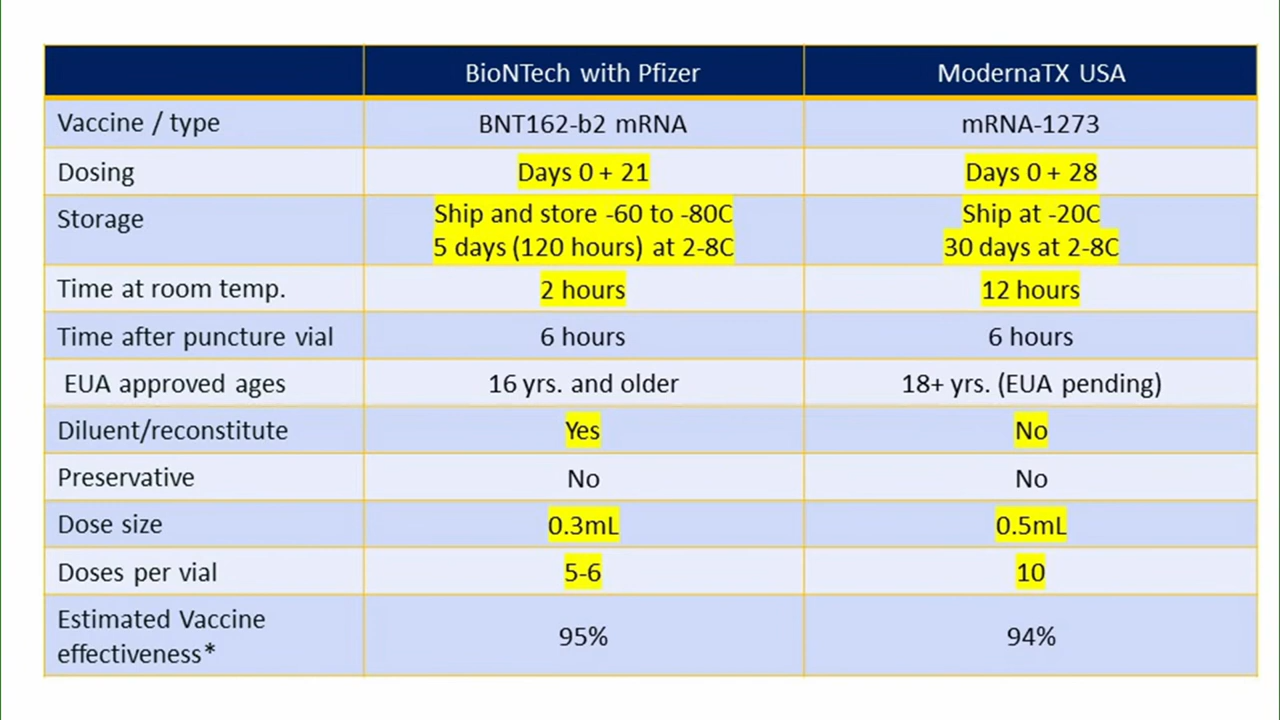 BioNTech with Pfizer ModernaTX USA
Vaccine / type BNT162-b2 mRNA mRNA-1273
Dosing Days 0 + 21 Days 0 + 28
Storage Ship and store -60 to -80C Ship at -20C
5 days (120 hours) at 2-8C 30 days at 2-8C
Time at room temp. 2 hours 12 hours
Time after puncture vial 6 hours 6 hours
EUA approved ages 16 yrs. and older 18+ yrs. (EUA pending)
Diluent/reconstitute Yes No
Preservative No No
Dose size 0.3mL 0.5mL
Doses per vial 5-6 10
Estimated Vaccine
effectiveness* 95% 94%